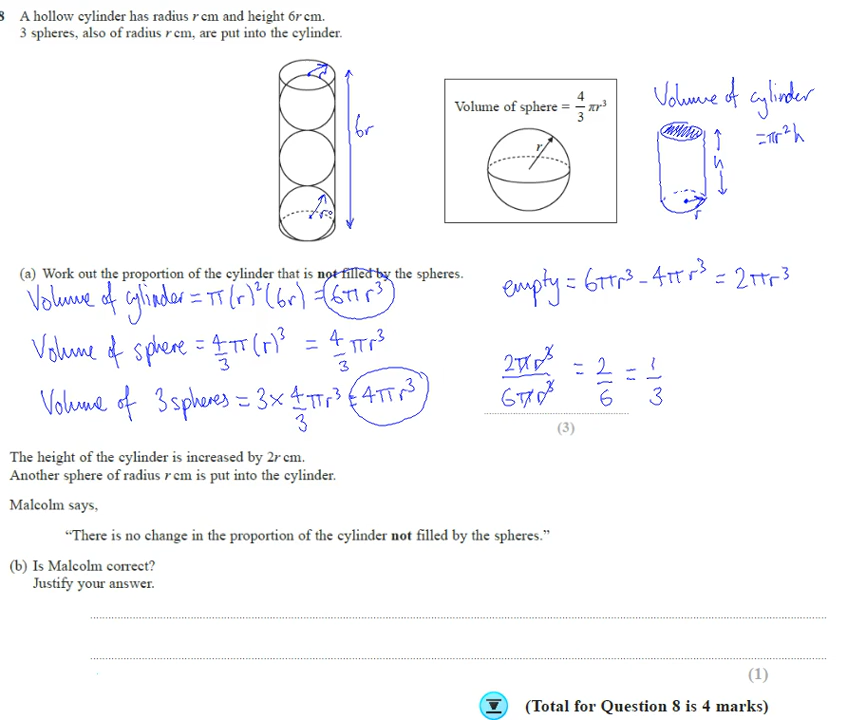 8 A hollow cylinder has radius r cm and height 6r cm.
3 spheres, also of radius r cm, are put into the cylinder.
6r
r
Volume of sphere = 4/3 πr³
r
Volume of cylinder
= πr²h
h
r
(a) Work out the proportion of the cylinder that is not filled by the spheres.
Volume of cylinder = π(r)²(6r) = 6πr³
Volume of sphere = 4/3 π(r)³ = 4/3 πr³
Volume of 3 spheres = 3 × 4/3 πr³ = 4πr³
empty = 6πr³ - 4πr³ = 2πr³
2πr³/6πr³ = 2/6 = 1/3
(3)
The height of the cylinder is increased by 2r cm.
Another sphere of radius r cm is put into the cylinder.
Malcolm says,
“There is no change in the proportion of the cylinder not filled by the spheres.”
(b) Is Malcolm correct?
Justify your answer.
(1)
(Total for Question 8 is 4 marks)